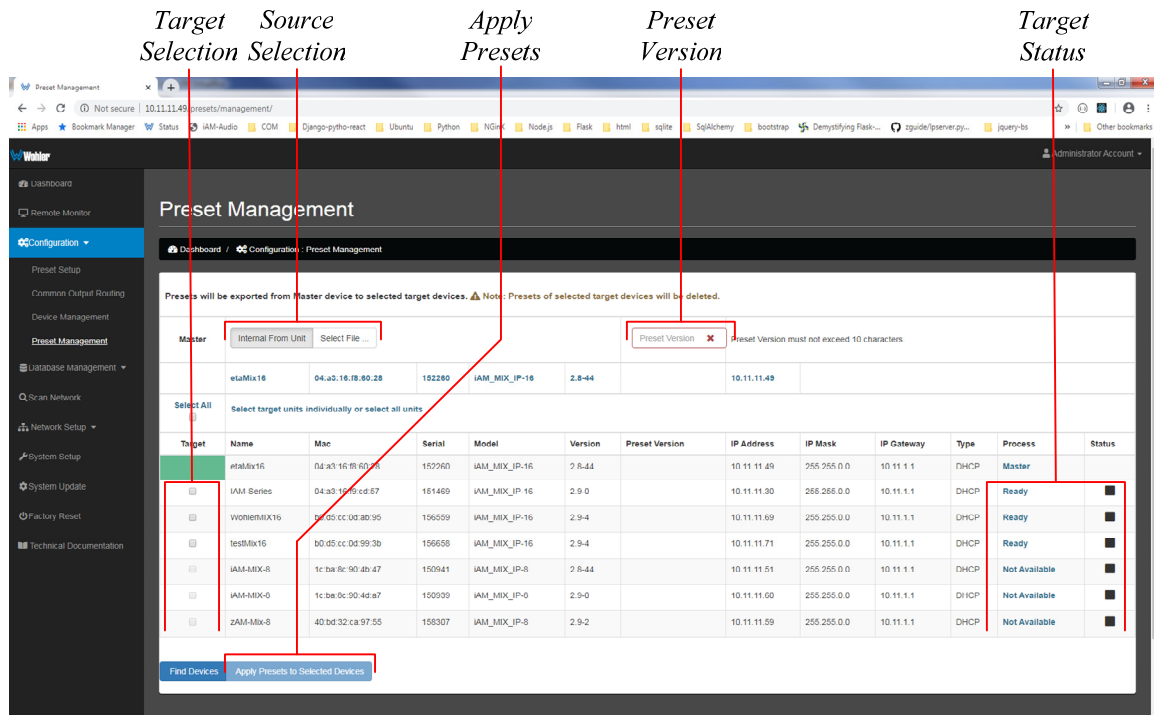 Target Selection
Source Selection
Apply Presets
Preset Version
Target Status
Preset Management
Not secure | 10.11.11.49/presets/management/
Apps Bookmark Manager Status iAM-Audio COM Django-pytho-react Ubuntu Python NGinX Node.js Flask html sqlite SqlAlchemy bootstrap Demystifying Flask-... zguide/lpserver.py... jquery-bs » Other bookmarks
Wohler
Administrator Account
Dashboard
Remote Monitor
Configuration
Preset Setup
Common Output Routing
Device Management
Preset Management
Database Management
Scan Network
Network Setup
System Setup
System Update
Factory Reset
Technical Documentation
Preset Management
Dashboard / Configuration : Preset Management
Presets will be exported from Master device to selected target devices. Note: Presets of selected target devices will be deleted.
Master Internal From Unit Select File ... Preset Version Preset Version must not exceed 10 characters
etaMix16 04:a3:16:f8:60:28 152260 iAM_MIX_IP-16 2.8-44 10.11.11.49
Select All Select target units individually or select all units
Target Name Mac Serial Model Version Preset Version IP Address IP Mask IP Gateway Type Process Status
etaMix16 04:a3:16:f8:60:28 152260 iAM_MIX_IP-16 2.8-44 10.11.11.49 255.255.0.0 10.11.1.1 DHCP Master
iAM-Series 151469 iAM_MIX_IP-16 2.9-0 10.11.11.30 255.255.0.0 10.11.1.1 DHCP Ready
WohlerMIX16 b0:d5:cc:0d:ab:95 156559 iAM_MIX_IP-16 2.9-4 10.11.11.69 255.255.0.0 10.11.1.1 DHCP Ready
testMix16 b0:d5:cc:0d:99:3b 156658 iAM_MIX_IP-16 2.9-4 10.11.11.71 255.255.0.0 10.11.1.1 DHCP Ready
iAM-MIX-8 1c:ba:8c:90:4b:47 150941 iAM_MIX_IP-8 2.8-44 10.11.11.51 255.255.0.0 10.11.1.1 DHCP Not Available
iAM-MIX-8 1c:ba:8c:90:4d:a7 150939 iAM_MIX_IP-8 2.9-0 10.11.11.60 255.255.0.0 10.11.1.1 DHCP Not Available
zAM-Mix-8 40:bd:32:ca:97:55 158307 iAM_MIX_IP-8 2.9-2 10.11.11.59 255.255.0.0 10.11.1.1 DHCP Not Available
Find Devices Apply Presets to Selected Devices